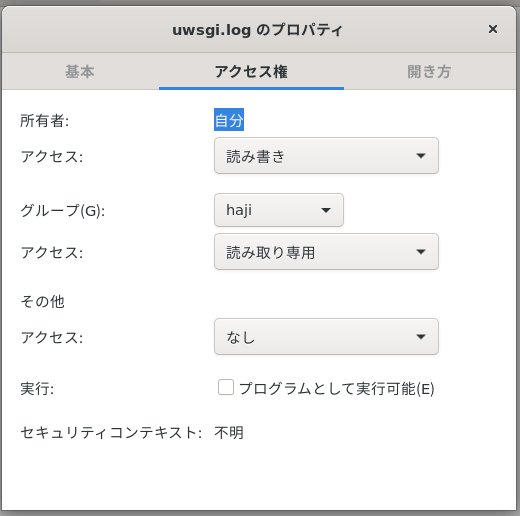 uwsgi.log のプロパティ
基本 アクセス権 開き方
所有者: 自分
アクセス: 読み書き
グループ(G): haji
アクセス: 読み取り専用
その他
アクセス: なし
実行: プログラムとして実行可能(E)
セキュリティコンテキスト: 不明